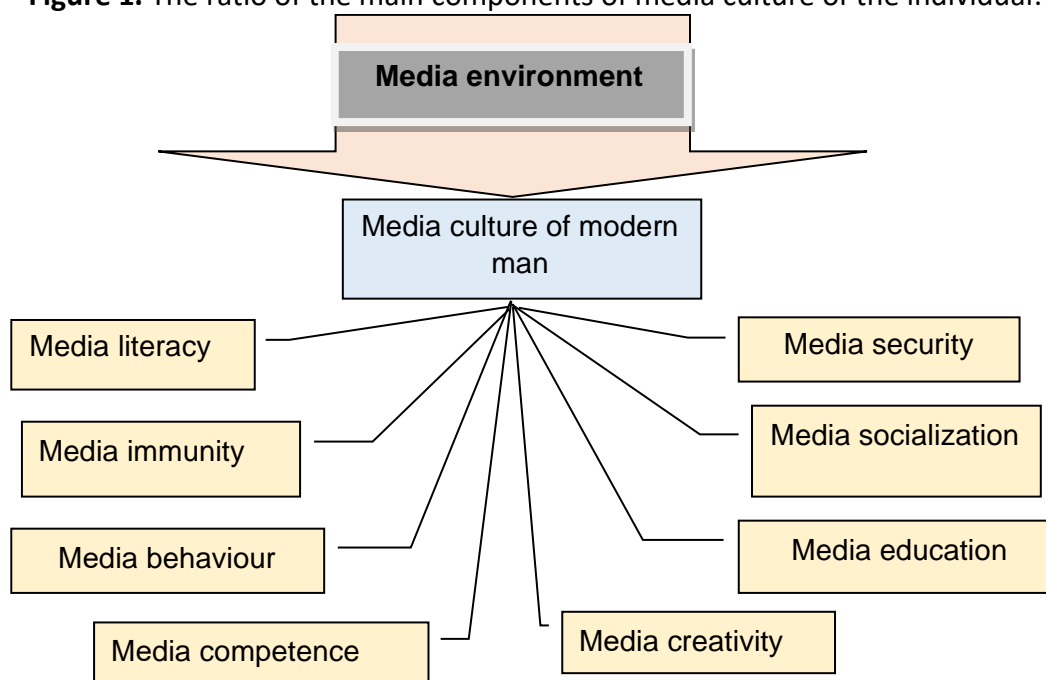 Figure 1. The ratio of the main components of media culture of the individual.
Media environment
Media culture of modern
man
Media literacy
Media security
Media immunity
Media socialization
Media behaviour
Media education
Media competence
Media creativity